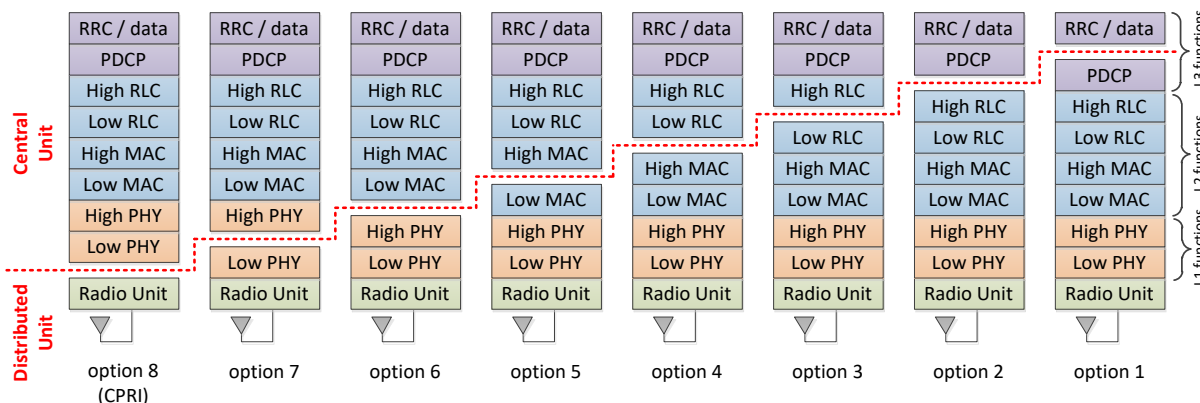 RRC / data RRC / data RRC / data RRC / data RRC / data RRC / data RRC / data RRC / data
PDCP PDCP PDCP PDCP PDCP PDCP PDCP
PDCP
High RLC High RLC High RLC High RLC High RLC High RLC
High RLC High RLC
Low RLC Low RLC Low RLC Low RLC Low RLC
Low RLC Low RLC Low RLC
High MAC High MAC High MAC High MAC
High MAC High MAC High MAC High MAC
Low MAC Low MAC Low MAC
Low MAC Low MAC Low MAC Low MAC Low MAC
High PHY High PHY
High PHY High PHY High PHY High PHY High PHY High PHY
Low PHY
Low PHY Low PHY Low PHY Low PHY Low PHY Low PHY Low PHY
Radio Unit Radio Unit Radio Unit Radio Unit Radio Unit Radio Unit Radio Unit Radio Unit
option 8 option 7 option 6 option 5 option 4 option 3 option 2 option 1
(CPRI)
Central
Unit
Distributed
Unit
L3 functions
L2 functions
L1 functions